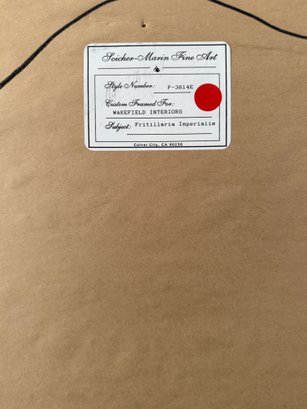 Soicher-Marin Fine Art
Style Number: P-3814E
Custom Framed For:
WAKEFIELD INTERIORS
Subject: Fritillaria Imperialis
Culver City, CA 90230